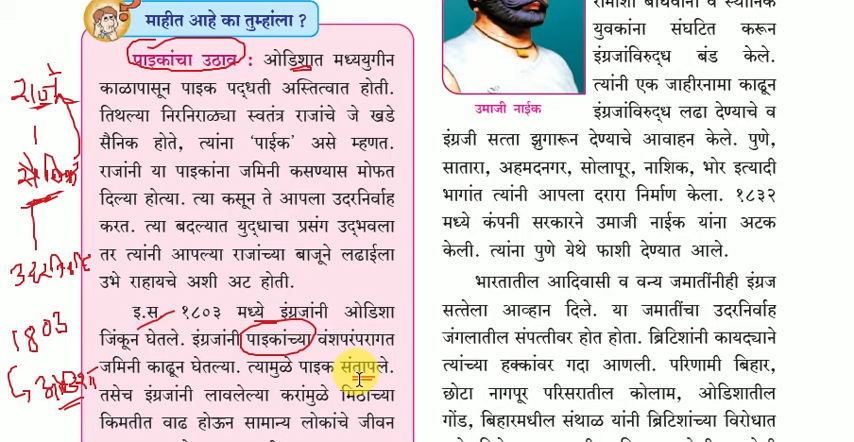 माहीत आहे का तुम्हांला ?
पाइकांचा उठाव : ओडिशात मध्ययुगीन
काळापासून पाइक पद्धती अस्तित्वात होती.
तिथल्या निरनिराळ्या स्वतंत्र राजांचे जे खडे
सैनिक होते, त्यांना ‘पाईक’ असे म्हणत.
राजांनी या पाइकांना जमिनी कसण्यास मोफत
दिल्या होत्या. त्या कसून ते आपला उदरनिर्वाह
करत. त्या बदल्यात युद्धाचा प्रसंग उद्भवला
तर त्यांनी आपल्या राजांच्या बाजूने लढाईला
उभे राहायचे अशी अट होती.
इ.स. १८०३ मध्ये इंग्रजांनी ओडिशा
जिंकून घेतले. इंग्रजांनी पाइकांच्या वंशपरंपरागत
जमिनी काढून घेतल्या. त्यामुळे पाइक संतापले.
तसेच इंग्रजांनी लावलेल्या करांमुळे मिठाच्या
किमतीत वाढ होऊन सामान्य लोकांचे जीवन
राजे
सैनिक
उदरनिर्वाह
1803
उमाजी नाईक
युवकांना संघटित करून
इंग्रजांविरुद्ध बंड केले.
त्यांनी एक जाहीरनामा काढून
इंग्रजांविरुद्ध लढा देण्याचे व
इंग्रजी सत्ता झुगारून देण्याचे आवाहन केले. पुणे,
सातारा, अहमदनगर, सोलापूर, नाशिक, भोर इत्यादी
भागांत त्यांनी आपला दरारा निर्माण केला. १८३२
मध्ये कंपनी सरकारने उमाजी नाईक यांना अटक
केली. त्यांना पुणे येथे फाशी देण्यात आले.
भारतातील आदिवासी व वन्य जमातींनीही इंग्रज
सत्तेला आव्हान दिले. या जमातींचा उदरनिर्वाह
जंगलातील संपत्तीवर होत होता. ब्रिटिशांनी कायद्याने
त्यांच्या हक्कांवर गदा आणली. परिणामी बिहार,
छोटा नागपूर परिसरातील कोलाम, ओडिशातील
गोंड, बिहारमधील संथाळ यांनी ब्रिटिशांच्या विरोधात